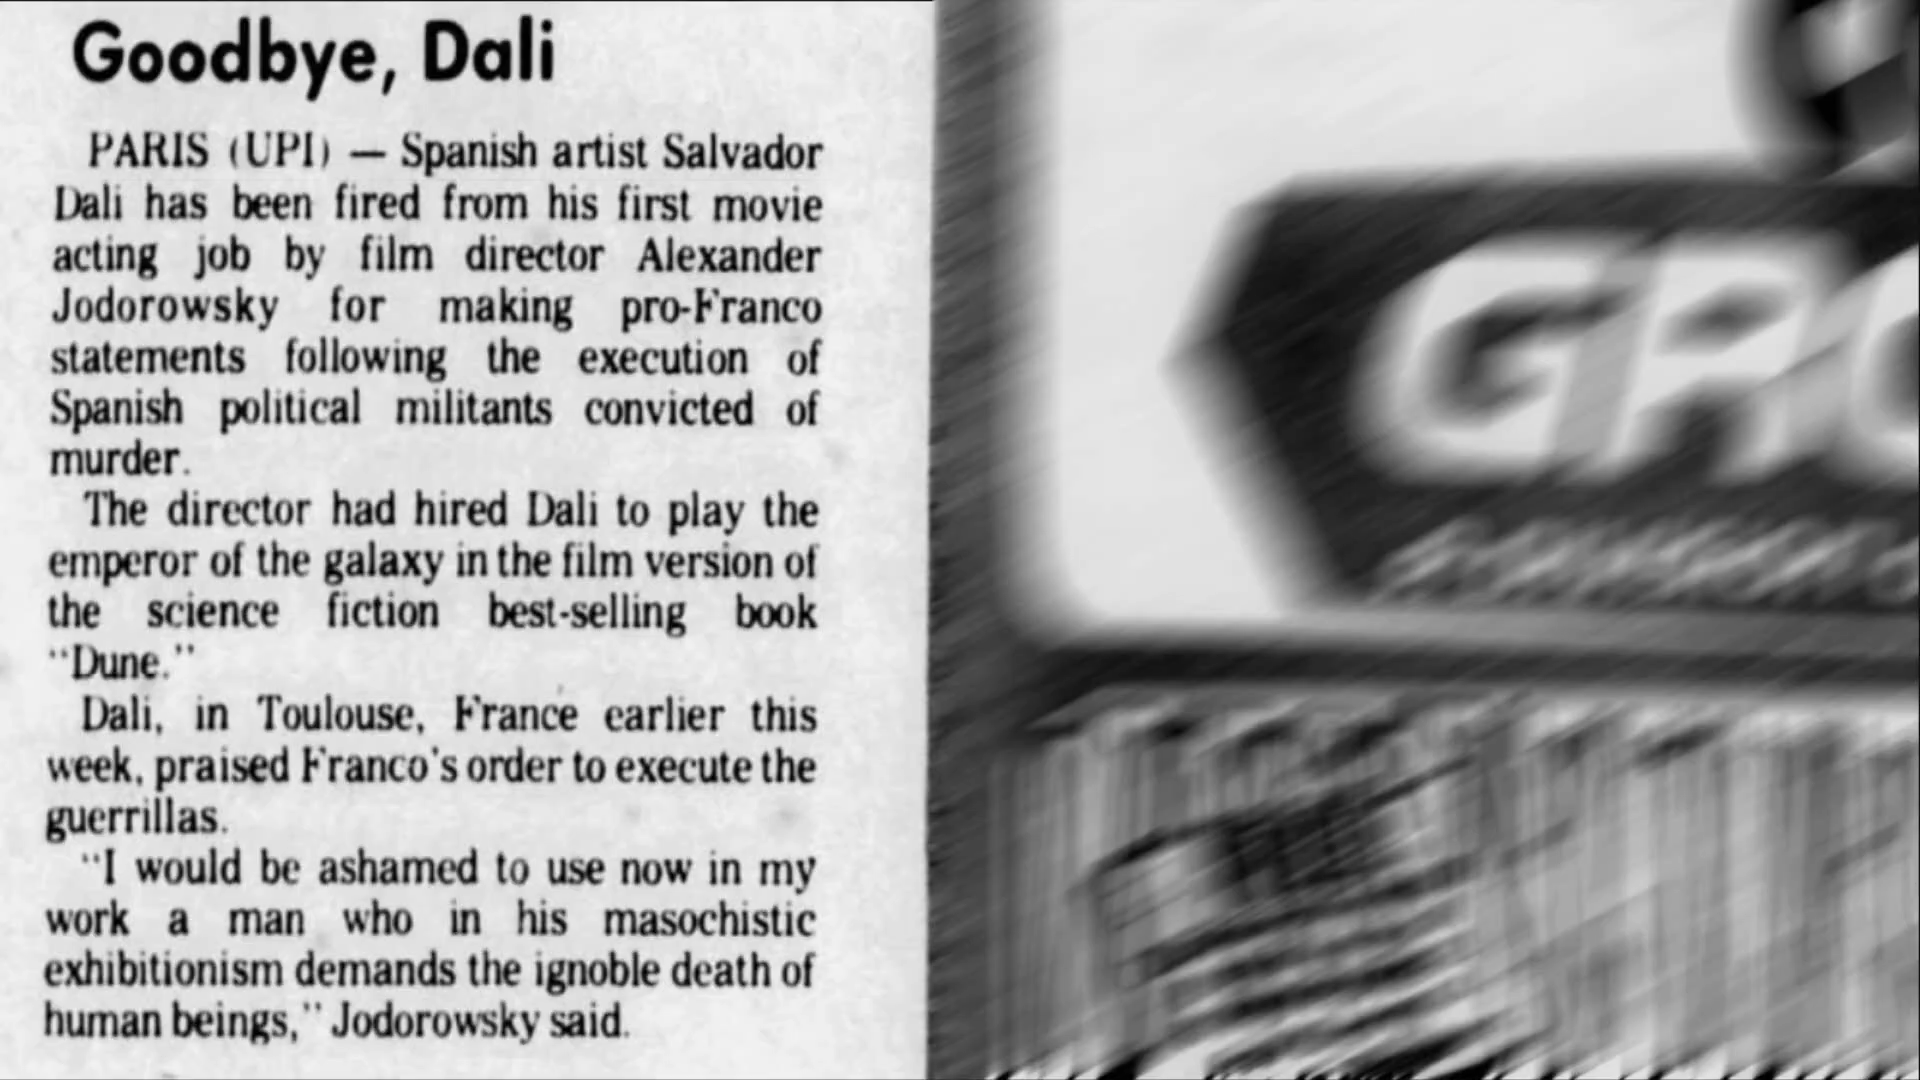 Goodbye, Dali
PARIS (UPI) — Spanish artist Salvador
Dali has been fired from his first movie
acting job by film director Alexander
Jodorowsky for making pro-Franco
statements following the execution of
Spanish political militants convicted of
murder.
The director had hired Dali to play the
emperor of the galaxy in the film version of
the science fiction best-selling book
"Dune."
Dali, in Toulouse, France earlier this
week, praised Franco's order to execute the
guerrillas.
"I would be ashamed to use now in my
work a man who in his masochistic
exhibitionism demands the ignoble death of
human beings," Jodorowsky said.